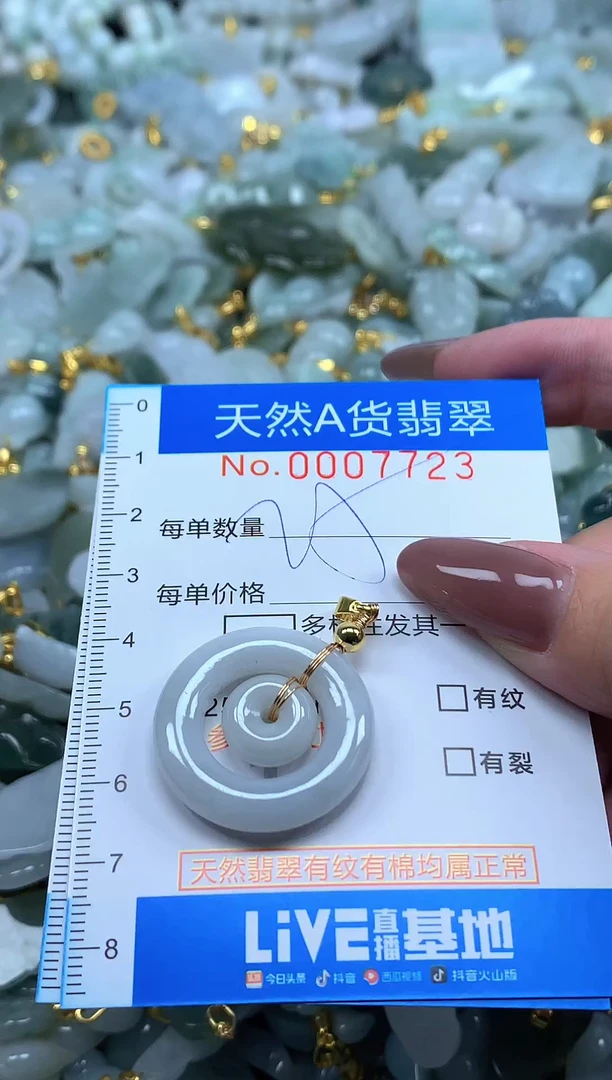 天然A货翡翠
No.0007723
每单数量
每单价格
发其一
有纹
有裂
天然翡翠有纹有棉均属正常
LiVE直播基地
今日头条 抖音 西瓜视频 抖音火山版
0
1
2
3
4
5
6
7
8